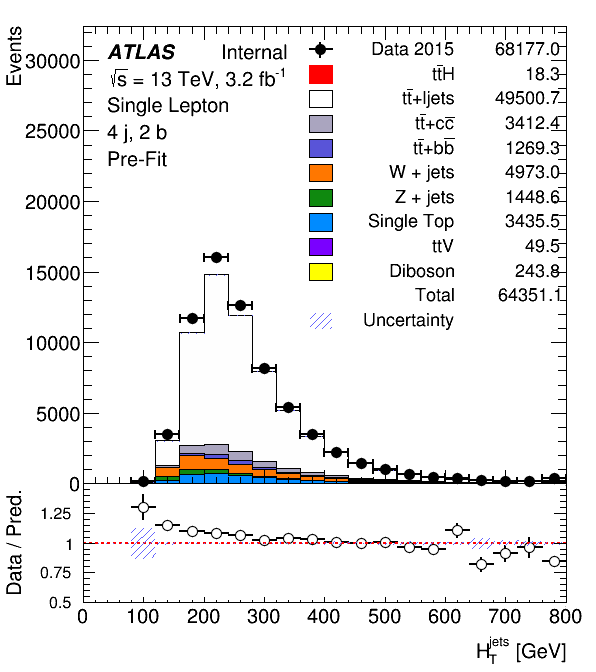 Events
ATLAS Internal
√s = 13 TeV, 3.2 fb⁻¹
Single Lepton
4 j, 2 b
Pre-Fit
Data 2015 68177.0
tt̄H 18.3
tt̄+ljets 49500.7
tt̄+cc̄ 3412.4
tt̄+bb̄ 1269.3
W + jets 4973.0
Z + jets 1448.6
Single Top 3435.5
ttV 49.5
Diboson 243.8
Total 64351.1
Uncertainty
30000
25000
20000
15000
10000
5000
0
Data / Pred.
1.25
1
0.75
0.5
0 100 200 300 400 500 600 700 800
H_T^jets [GeV]